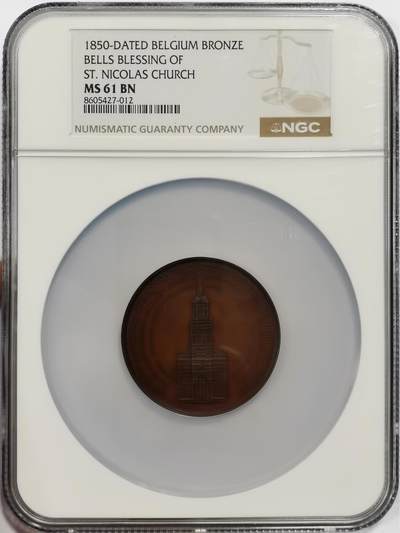 1850-DATED BELGIUM BRONZE
BELLS BLESSING OF
ST. NICOLAS CHURCH
MS 61 BN
8605427-012
NUMISMATIC GUARANTY COMPANY
NGC